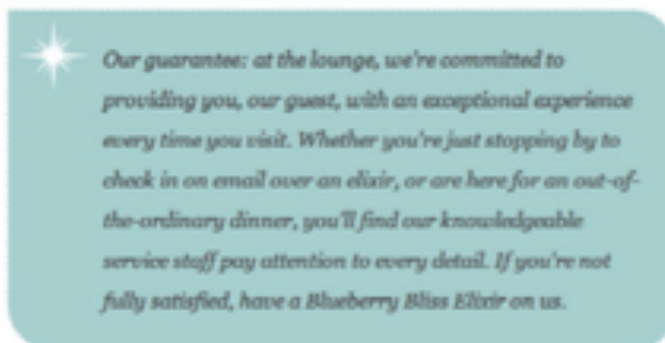 Our guarantee: at the lounge, we're committed to
providing you, our guest, with an exceptional experience
every time you visit. Whether you're just stopping by to
check in on email over an elixir, or are here for an out-of-
the-ordinary dinner, you'll find our knowledgeable
service staff pay attention to every detail. If you're not
fully satisfied, have a Blueberry Bliss Elixir on us.